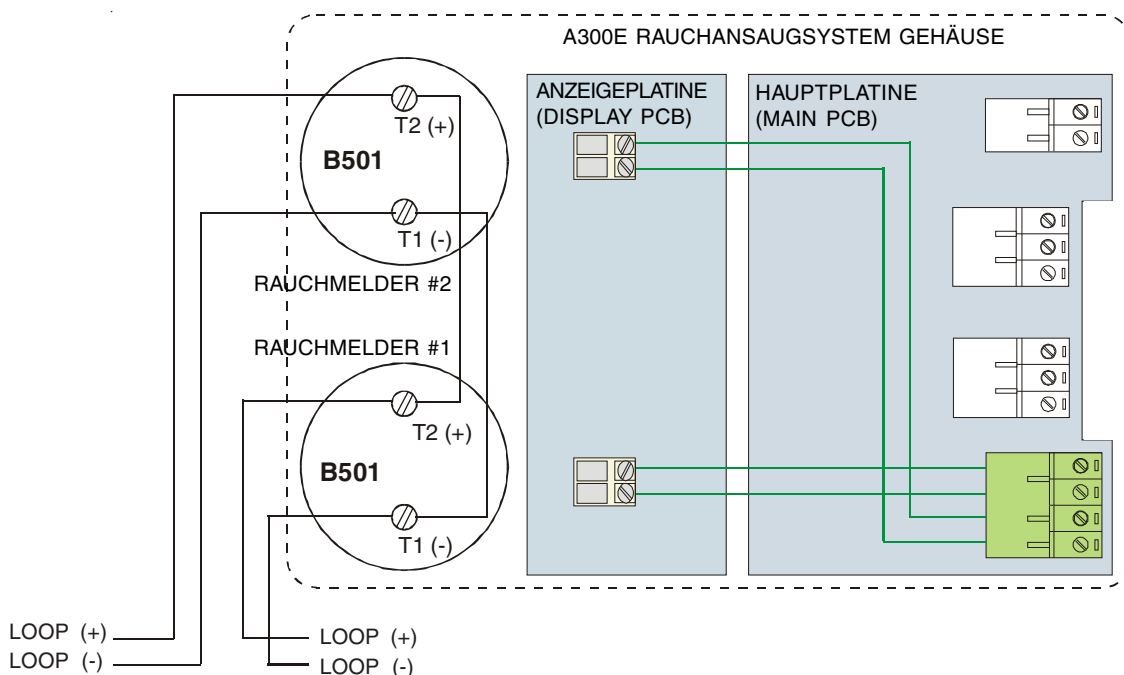 A300E RAUCHANSAUGSYSTEM GEHÄUSE
ANZEIGEPLATINE
(DISPLAY PCB)
HAUPTPLATINE
(MAIN PCB)
T2 (+)
B501
T1 (-)
RAUCHMELDER #2
RAUCHMELDER #1
T2 (+)
B501
T1 (-)
LOOP (+)
LOOP (-)
LOOP (+)
LOOP (-)